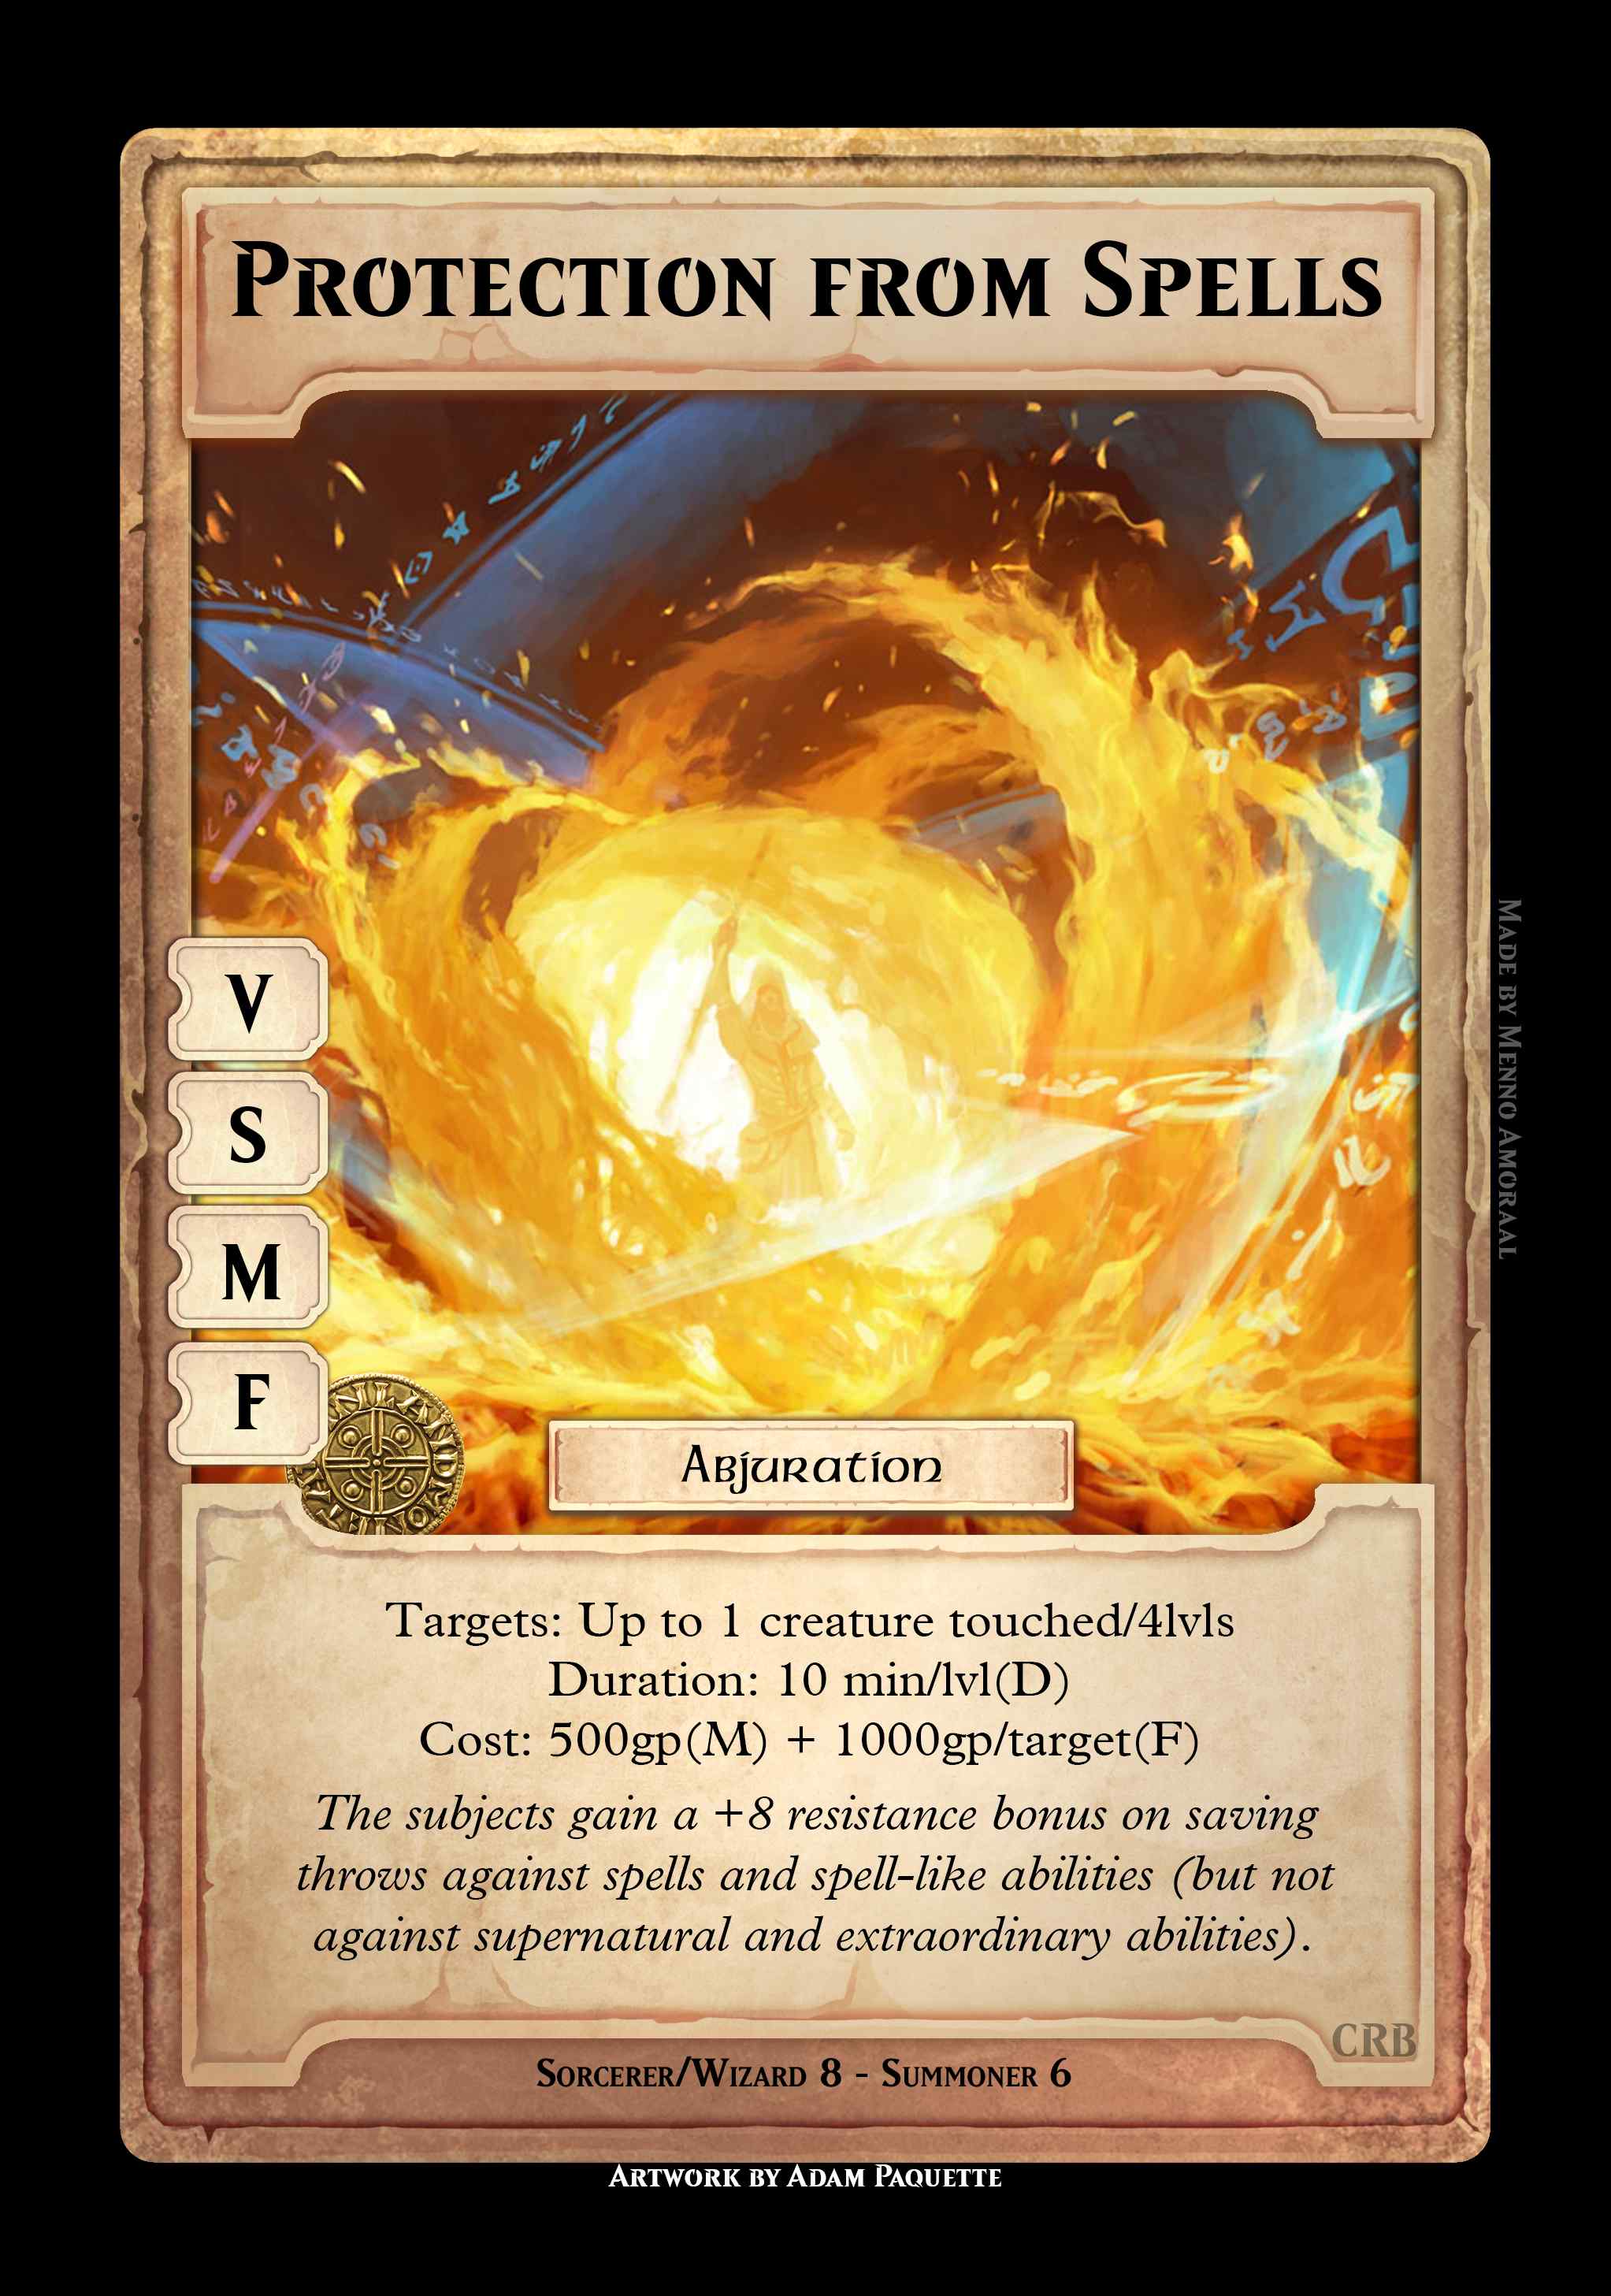 Protection from Spells
V
S
M
F
Abjuration
Targets: Up to 1 creature touched/4lvls
Duration: 10 min/lvl(D)
Cost: 500gp(M) + 1000gp/target(F)
The subjects gain a +8 resistance bonus on saving
throws against spells and spell-like abilities (but not
against supernatural and extraordinary abilities).
CRB
Sorcerer/Wizard 8 - Summoner 6
Artwork by Adam Paquette
Made by Menno Amoraal